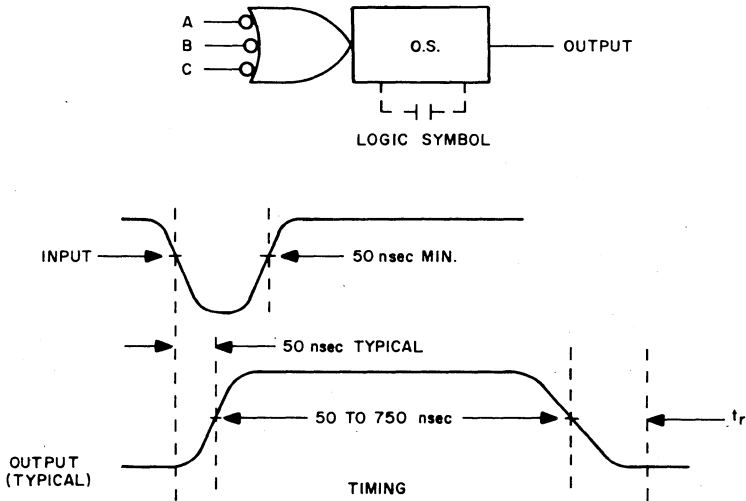 A
B
C
O.S.
OUTPUT
LOGIC SYMBOL
INPUT
50 nsec MIN.
50 nsec TYPICAL
50 TO 750 nsec
tr
OUTPUT
(TYPICAL)
TIMING